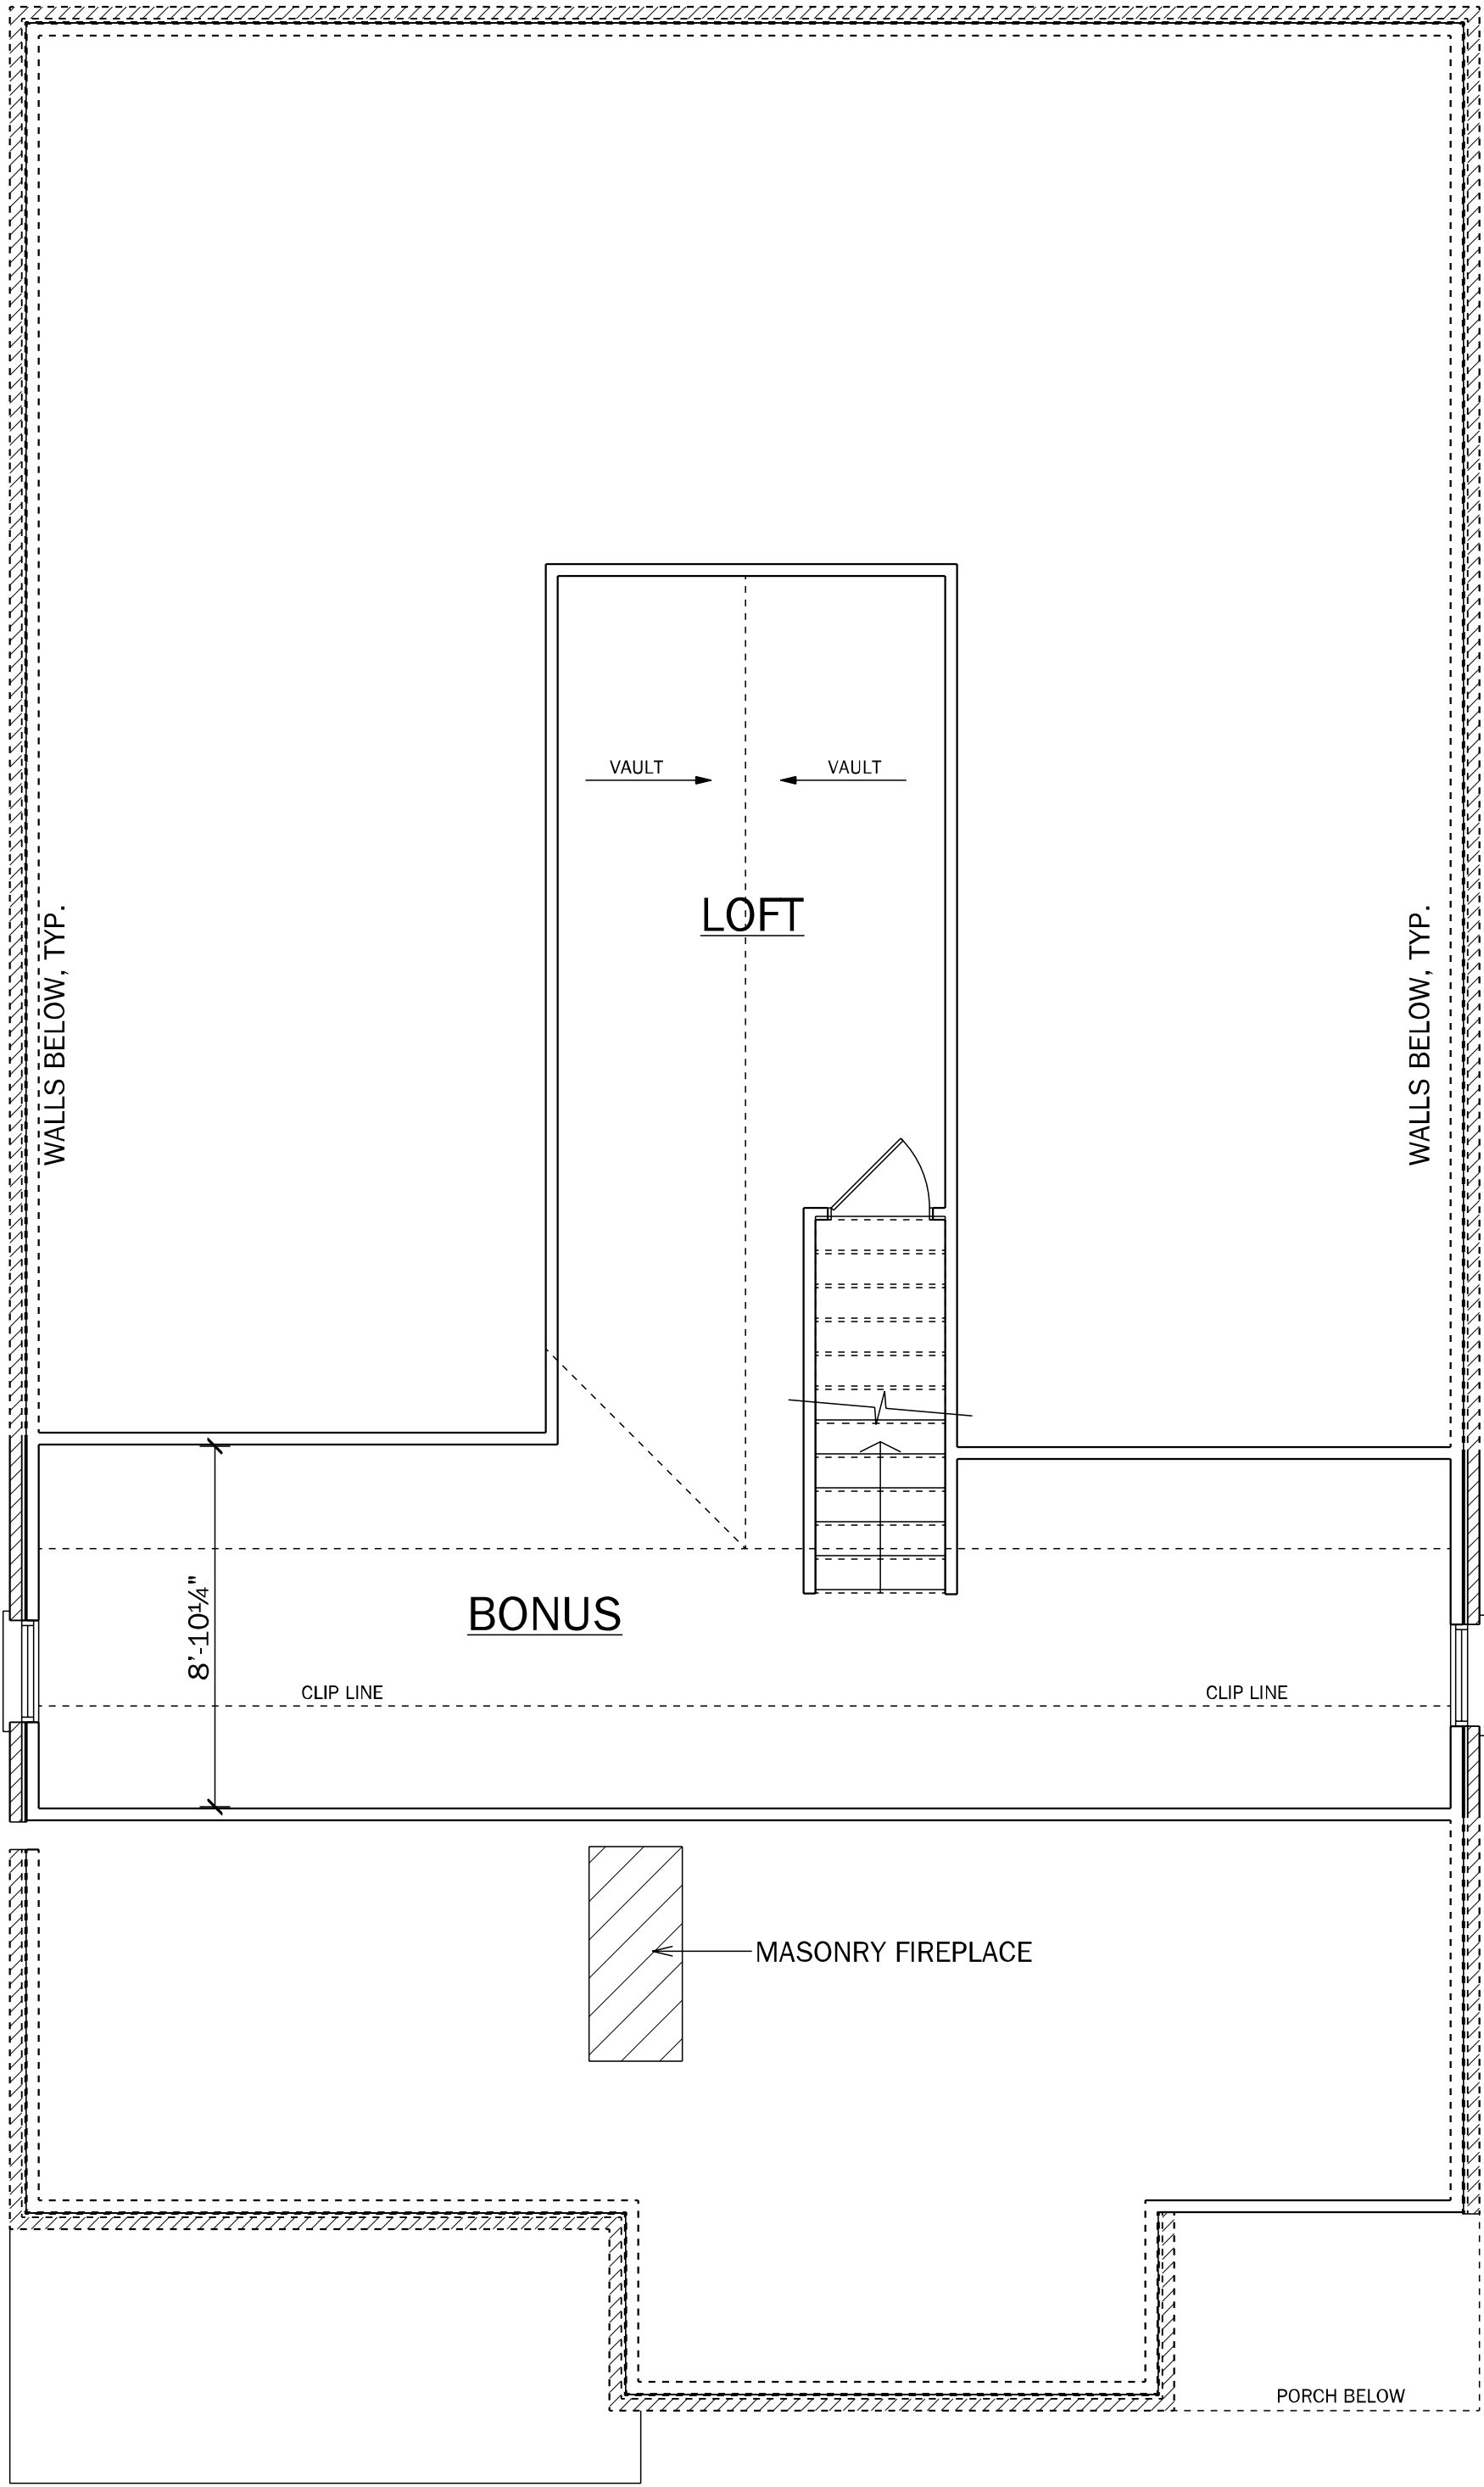 VAULT
VAULT
LOFT
WALLS BELOW, TYP.
WALLS BELOW, TYP.
8'-10¼"
BONUS
CLIP LINE
CLIP LINE
MASONRY FIREPLACE
PORCH BELOW